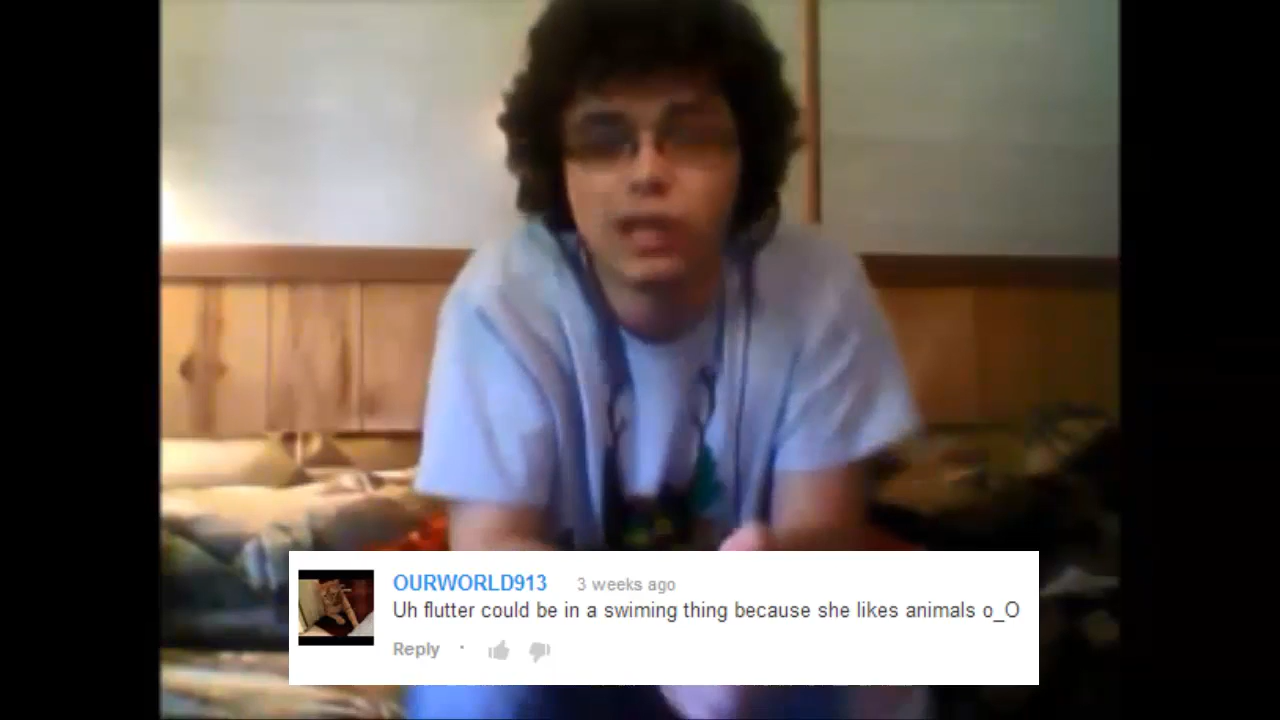 OURWORLD913 3 weeks ago
Uh flutter could be in a swiming thing because she likes animals o_O
Reply ·